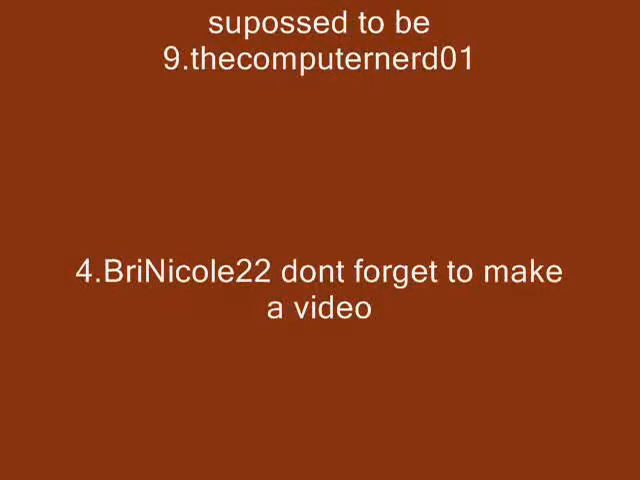 supossed to be
9.thecomputernerd01
4.BriNicole22 dont forget to make
a video